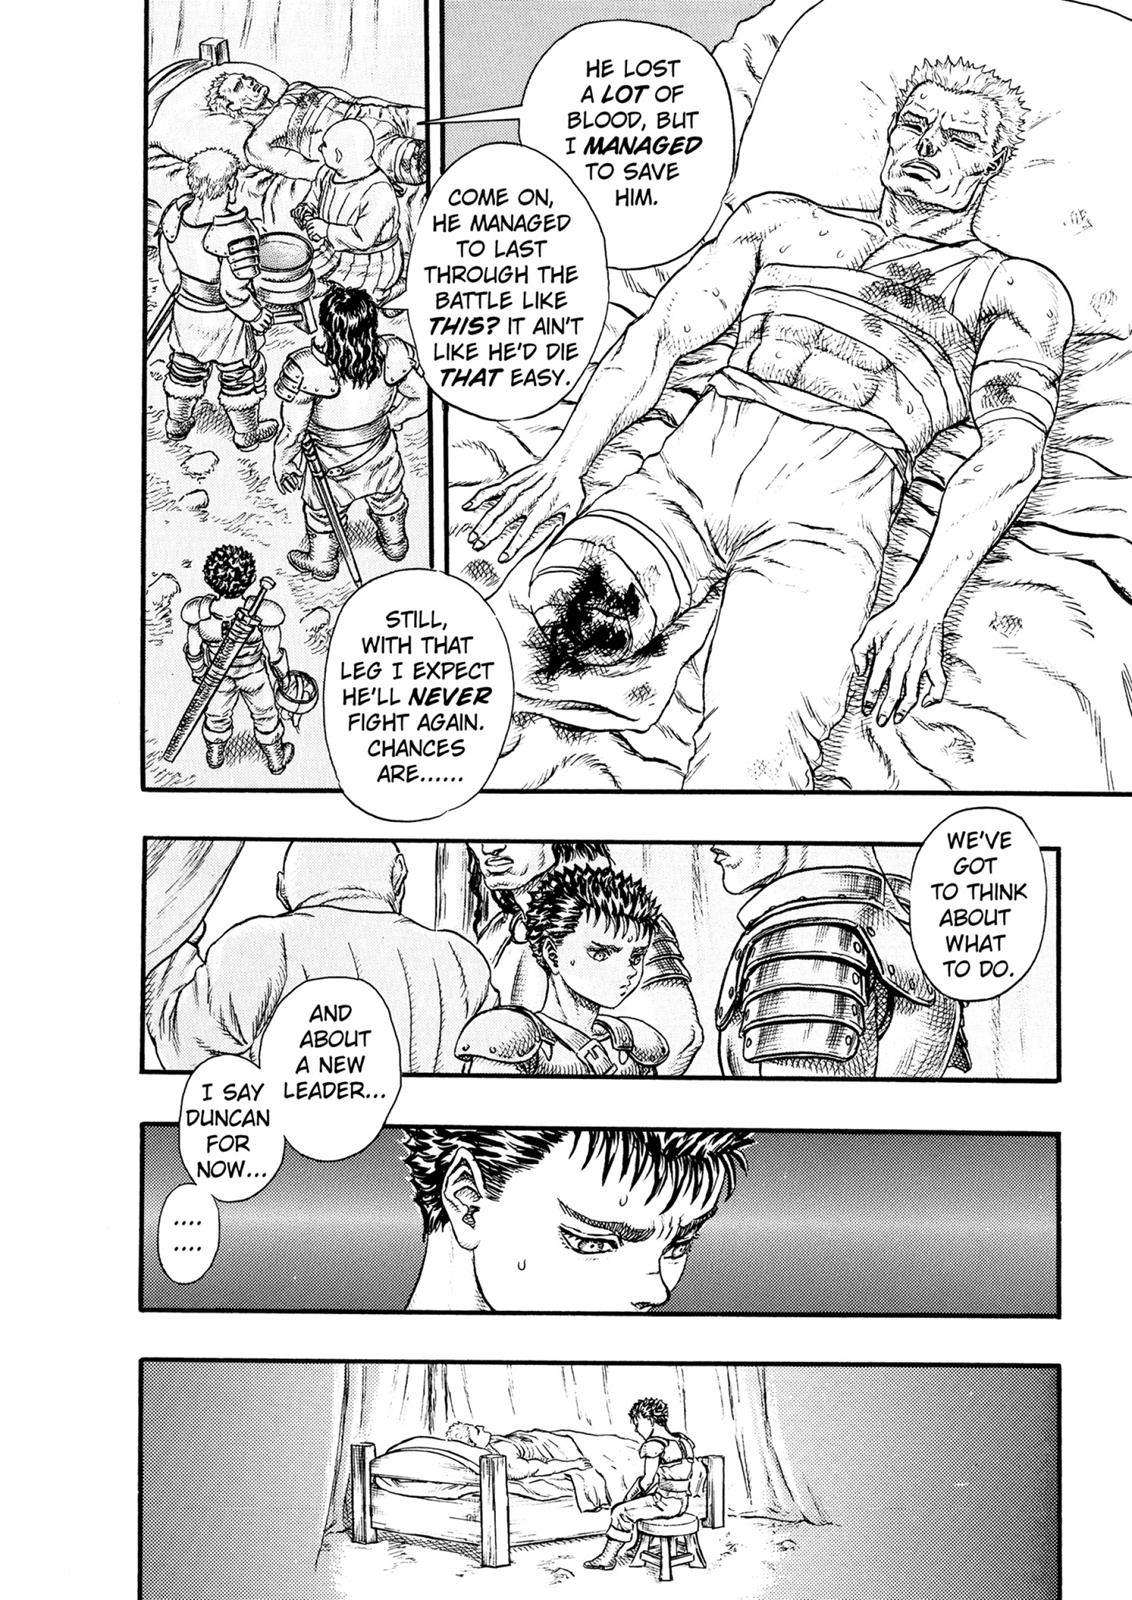 HE LOST
A LOT OF
BLOOD, BUT
I MANAGED
TO SAVE
HIM.
COME ON,
HE MANAGED
TO LAST
THROUGH THE
BATTLE LIKE
THIS? IT AIN'T
LIKE HE'D DIE
THAT EASY.
STILL,
WITH THAT
LEG I EXPECT
HE'LL NEVER
FIGHT AGAIN.
CHANCES
ARE......
WE'VE
GOT
TO THINK
ABOUT
WHAT
TO DO.
AND
ABOUT
A NEW
LEADER...
I SAY
DUNCAN
FOR
NOW...
....
....